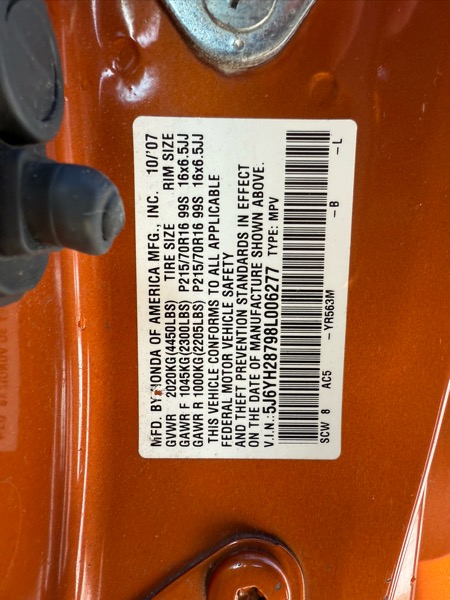 MFD. BY HONDA OF AMERICA MFG., INC. 10/'07
GVWR 2020KG(4450LBS) TIRE SIZE RIM SIZE
GAWR F 1045KG(2300LBS) P215/70R16 99S 16x6.5JJ
GAWR R 1000KG(2205LBS) P215/70R16 99S 16x6.5JJ
THIS VEHICLE CONFORMS TO ALL APPLICABLE
FEDERAL MOTOR VEHICLE SAFETY
AND THEFT PREVENTION STANDARDS IN EFFECT
ON THE DATE OF MANUFACTURE SHOWN ABOVE.
V.I.N.:5J6YH28798L006277 TYPE: MPV
SCW 8 AC5 -YR563M -B -L